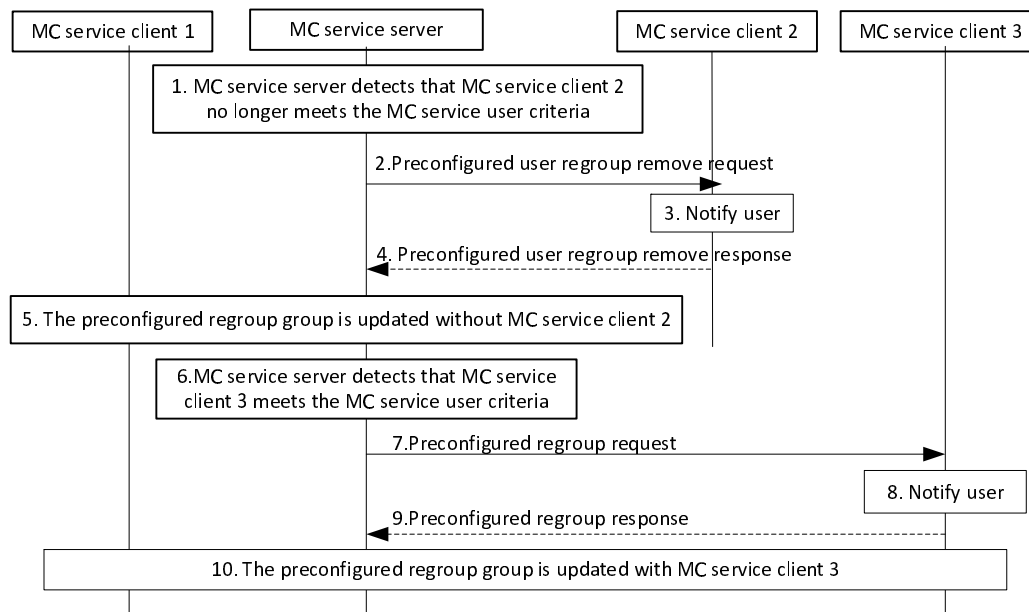 MC service client 1
MC service server
MC service client 2
MC service client 3
1. MC service server detects that MC service client 2
no longer meets the MC service user criteria
2.Preconfigured user regroup remove request
3. Notify user
4. Preconfigured user regroup remove response
5. The preconfigured regroup group is updated without MC service client 2
6.MC service server detects that MC service
client 3 meets the MC service user criteria
7.Preconfigured regroup request
8. Notify user
9.Preconfigured regroup response
10. The preconfigured regroup group is updated with MC service client 3